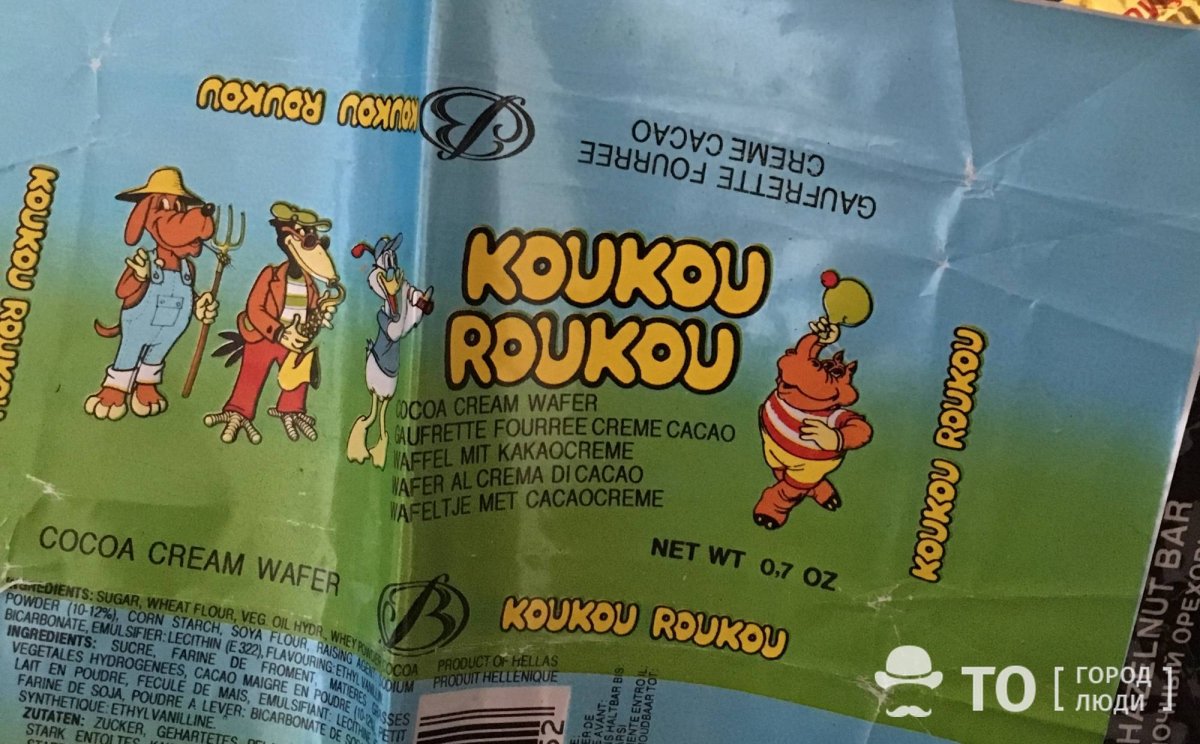 KOUKOU ROUKOU
GAUFRETTE FOURREE
CREME CACAO
KOUKOU ROUKOU
KOUKOU
ROUKOU
COCOA CREAM WAFER
GAUFRETTE FOURREE CREME CACAO
WAFFEL MIT KAKAOCREME
WAFER AL CREMA DI CACAO
WAFELTJE MET CACAOCREME
NET WT 0,7 OZ
KOUKOU ROUKOU
COCOA CREAM WAFER
B
KOUKOU ROUKOU
PRODUCT OF HELLAS
PRODUIT HELLENIQUE
INGREDIENTS: SUGAR, WHEAT FLOUR, VEG. OIL HYDR., WHEY POWDER, COCOA
POWDER (10-12%), CORN STARCH, SOYA FLOUR, RAISING AGENT: SODIUM
BICARBONATE, EMULSIFIER: LECITHIN (E322), FLAVOURING: ETHYL VANILLINE
INGREDIENTS: SUCRE, FARINE DE FROMENT, MATIERES GRASSES
VEGETALES HYDROGENEES, CACAO MAIGRE EN POUDRE (10-12%), PETIT
LAIT EN POUDRE, FECULE DE MAIS, EMULSIFIANT: LECITHINE
FARINE DE SOJA, POUDRE A LEVER: BICARBONATE DE
SYNTHETIQUE: ETHYLVANILLINE.
ZUTATEN: ZUCKER, GEHARTETES
STARK ENTOLTES
HAZELNUT BAR
TO [ ГОРОД
ЛЮДИ ]